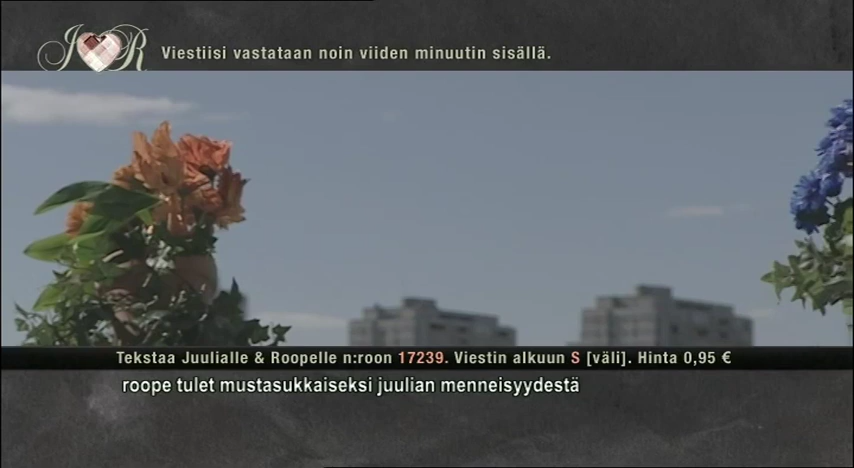 J R
Viestiisi vastataan noin viiden minuutin sisällä.
Tekstaa Juulialle & Roopelle n:roon 17239. Viestin alkuun S [väli]. Hinta 0,95 €
roope tulet mustasukkaiseksi juulian menneisyydestä